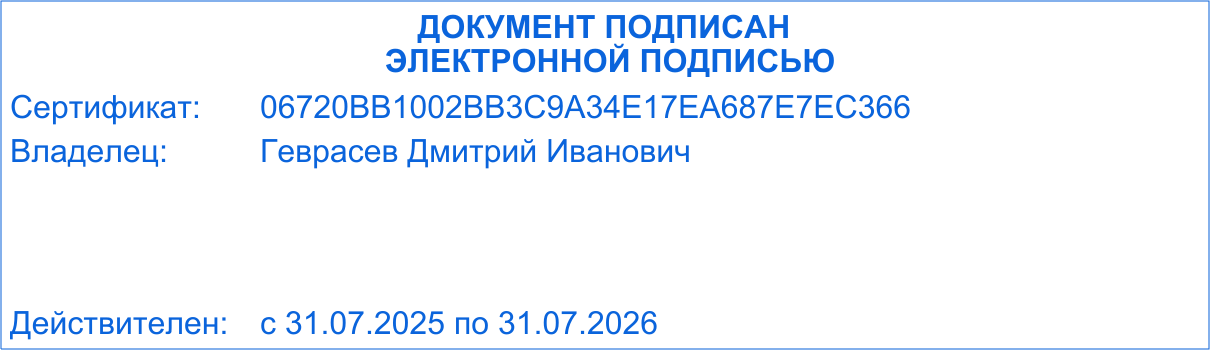 ДОКУМЕНТ ПОДПИСАН
ЭЛЕКТРОННОЙ ПОДПИСЬЮ
Сертификат: 06720BB1002BB3C9A34E17EA687E7EC366
Владелец: Геврасев Дмитрий Иванович
Действителен: с 31.07.2025 по 31.07.2026